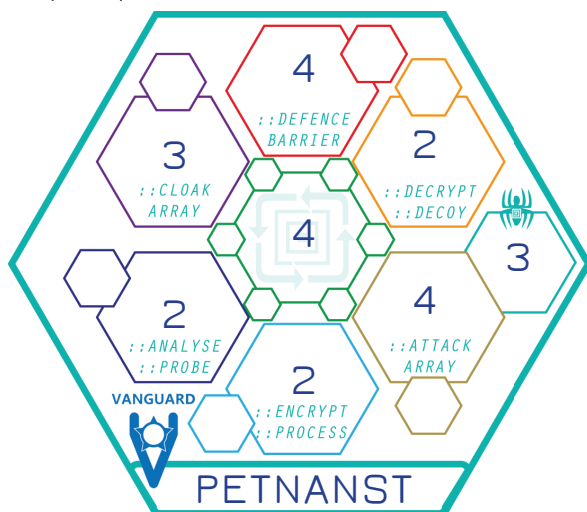 4
::DEFENCE
BARRIER
3
::CLOAK
ARRAY
2
::DECRYPT
::DECOY
4
3
2
::ANALYSE
::PROBE
4
::ATTACK
ARRAY
2
::ENCRYPT
::PROCESS
VANGUARD
PETNANST